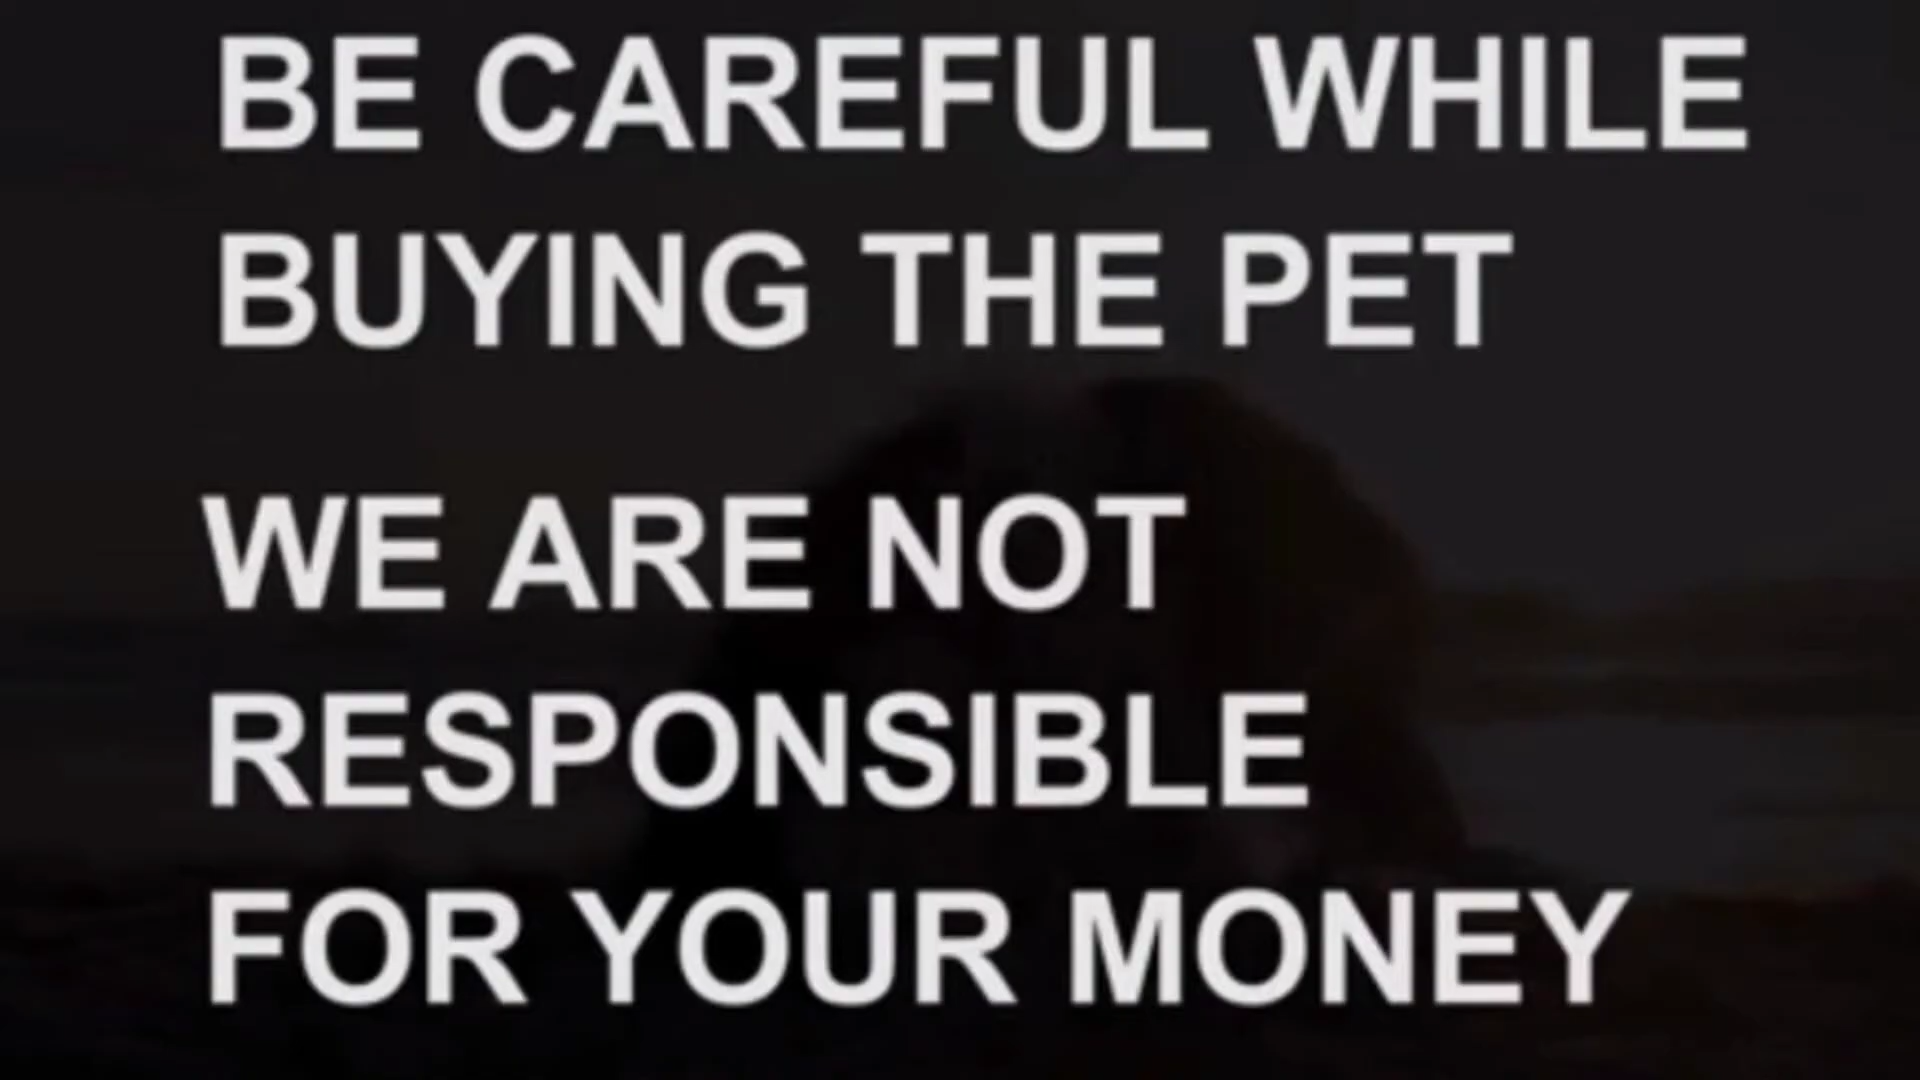 BE CAREFUL WHILE
BUYING THE PET
WE ARE NOT
RESPONSIBLE
FOR YOUR MONEY